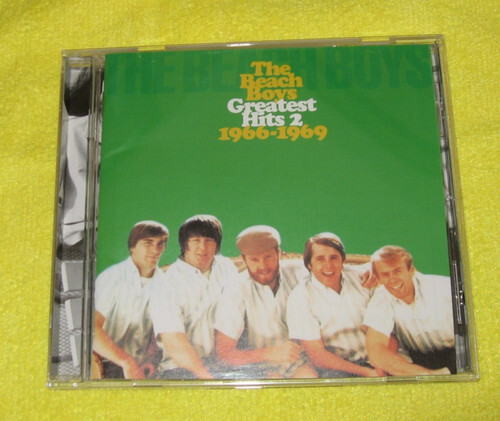 THE BEACH BOYS
The
Beach
Boys
Greatest
Hits 2
1966-1969